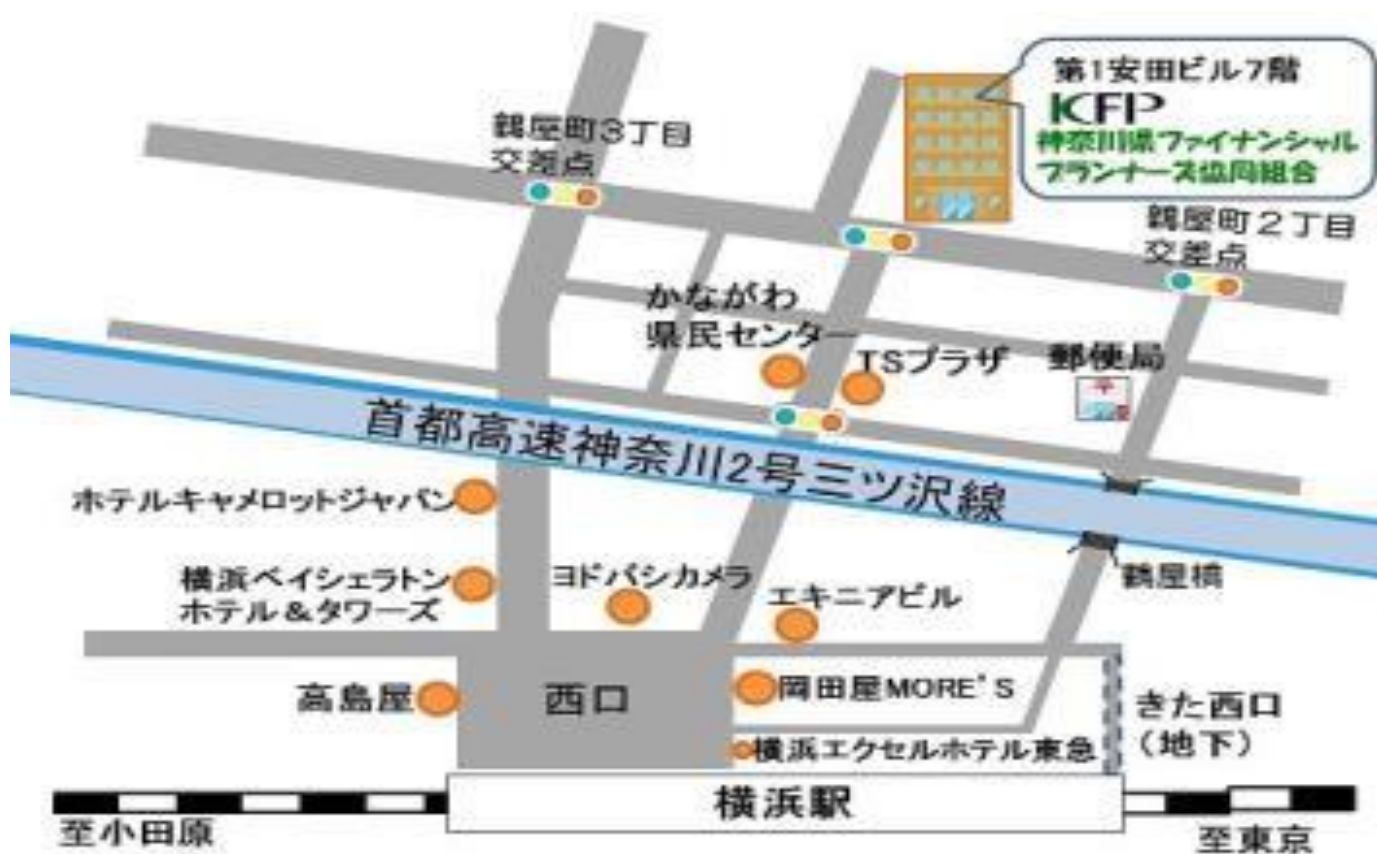 第1安田ビル7階
KFP
神奈川県ファイナンシャル
プランナーズ協同組合
鶴屋町3丁目
交差点
鶴屋町2丁目
交差点
かながわ
県民センター
TSプラザ
郵便局
首都高速神奈川2号三ツ沢線
ホテルキャメロットジャパン
横浜ベイシェラトン
ホテル&タワーズ
ヨドバシカメラ
エキニアビル
鶴屋橋
高島屋
西口
岡田屋MORE'S
横浜エクセルホテル東急
きた西口
(地下)
横浜駅
至小田原
至東京